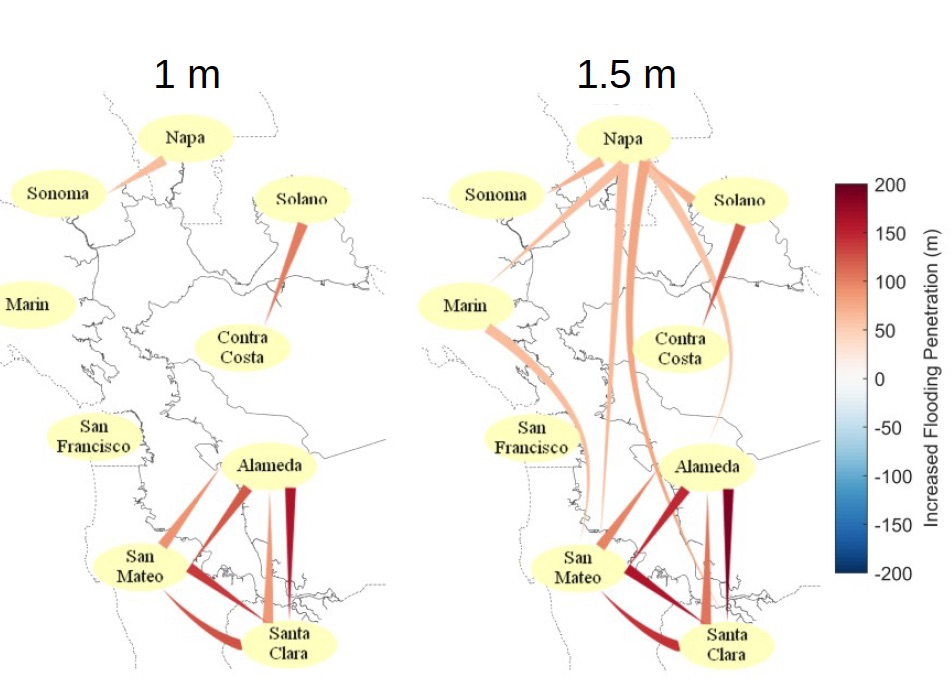 1 m
1.5 m
Napa
Sonoma
Solano
Marin
Contra
Costa
San
Francisco
Alameda
San
Mateo
Santa
Clara
Napa
Sonoma
Solano
Marin
Contra
Costa
San
Francisco
Alameda
San
Mateo
Santa
Clara
200
150
100
50
0
-50
-100
-150
-200
Increased Flooding Penetration (m)